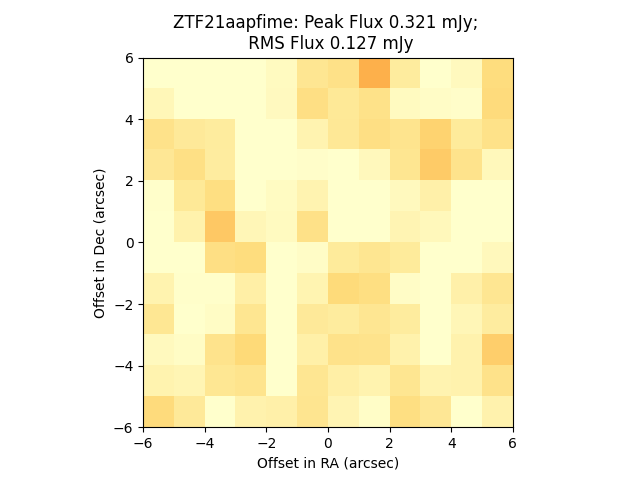 ZTF21aapfime: Peak Flux 0.321 mJy;
RMS Flux 0.127 mJy
6
4
2
0
−2
−4
−6
Offset in Dec (arcsec)
−6 −4 −2 0 2 4 6
Offset in RA (arcsec)